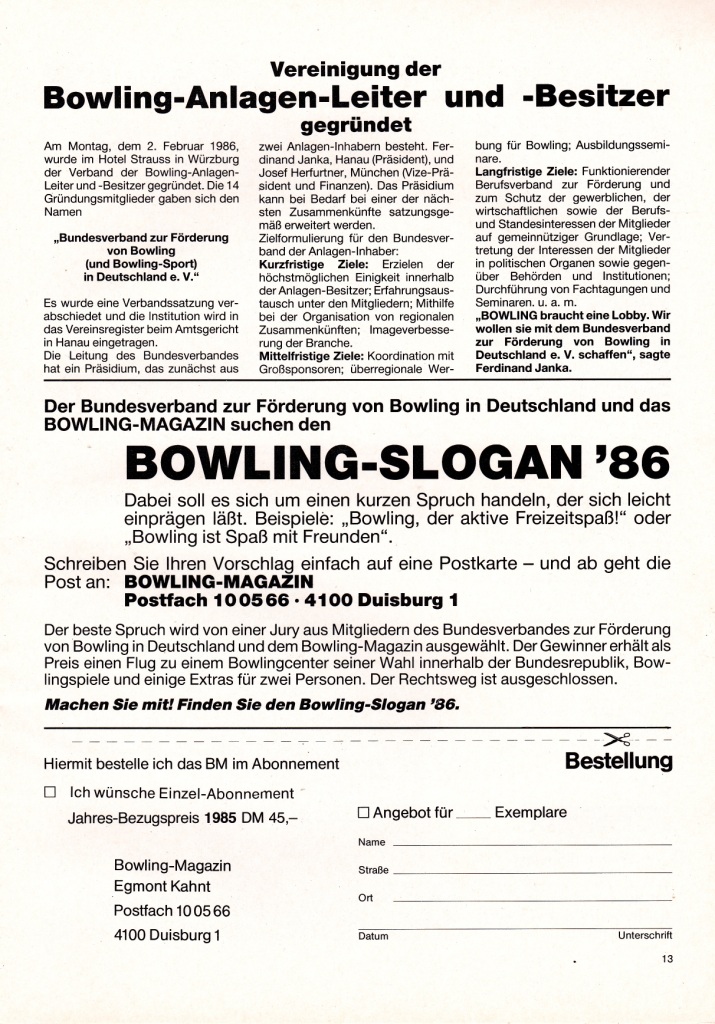 Vereinigung der
Bowling-Anlagen-Leiter und -Besitzer
gegründet
Am Montag, dem 2. Februar 1986,
wurde im Hotel Strauss in Würzburg
der Verband der Bowling-Anlagen-
Leiter und -Besitzer gegründet. Die 14
Gründungsmitglieder gaben sich den
Namen
„Bundesverband zur Förderung
von Bowling
(und Bowling-Sport)
in Deutschland e. V.“
Es wurde eine Verbandssatzung ver-
abschiedet und die Institution wird in
das Vereinsregister beim Amtsgericht
in Hanau eingetragen.
Die Leitung des Bundesverbandes
hat ein Präsidium, das zunächst aus
zwei Anlagen-Inhabern besteht. Fer-
dinand Janka, Hanau (Präsident), und
Josef Herfurtner, München (Vize-Prä-
sident und Finanzen). Das Präsidium
kann bei Bedarf bei einer der näch-
sten Zusammenkünfte satzungsge-
mäß erweitert werden.
Zielformulierung für den Bundesver-
band der Anlagen-Inhaber:
Kurzfristige Ziele: Erzielen der
höchstmöglichen Einigkeit innerhalb
der Anlagen-Besitzer; Erfahrungsaus-
tausch unter den Mitgliedern; Mithilfe
bei der Organisation von regionalen
Zusammenkünften; Imageverbesse-
rung der Branche.
Mittelfristige Ziele: Koordination mit
Großsponsoren; überregionale Wer-
bung für Bowling; Ausbildungssemi-
nare.
Langfristige Ziele: Funktionierender
Berufsverband zur Förderung und
zum Schutz der gewerblichen, der
wirtschaftlichen sowie der Berufs-
und Standesinteressen der Mitglieder
auf gemeinnütziger Grundlage; Ver-
tretung der Interessen der Mitglieder
in politischen Organen sowie gegen-
über Behörden und Institutionen;
Durchführung von Fachtagungen und
Seminaren. u. a. m.
„BOWLING braucht eine Lobby. Wir
wollen sie mit dem Bundesverband
zur Förderung von Bowling in
Deutschland e. V. schaffen“, sagte
Ferdinand Janka.
Der Bundesverband zur Förderung von Bowling in Deutschland und das
BOWLING-MAGAZIN suchen den
BOWLING-SLOGAN ’86
Dabei soll es sich um einen kurzen Spruch handeln, der sich leicht
einprägen läßt. Beispiele: „Bowling, der aktive Freizeitspaß!“ oder
„Bowling ist Spaß mit Freunden“.
Schreiben Sie Ihren Vorschlag einfach auf eine Postkarte – und ab geht die
Post an: BOWLING-MAGAZIN
Postfach 10 05 66 · 4100 Duisburg 1
Der beste Spruch wird von einer Jury aus Mitgliedern des Bundesverbandes zur Förderung
von Bowling in Deutschland und dem Bowling-Magazin ausgewählt. Der Gewinner erhält als
Preis einen Flug zu einem Bowlingcenter seiner Wahl innerhalb der Bundesrepublik, Bow-
lingspiele und einige Extras für zwei Personen. Der Rechtsweg ist ausgeschlossen.
Machen Sie mit! Finden Sie den Bowling-Slogan ’86.
Hiermit bestelle ich das BM im Abonnement
Bestellung
Ich wünsche Einzel-Abonnement
Jahres-Bezugspreis 1985 DM 45,–
Angebot für ____ Exemplare
Name
Straße
Ort
Datum Unterschrift
Bowling-Magazin
Egmont Kahnt
Postfach 10 05 66
4100 Duisburg 1
13